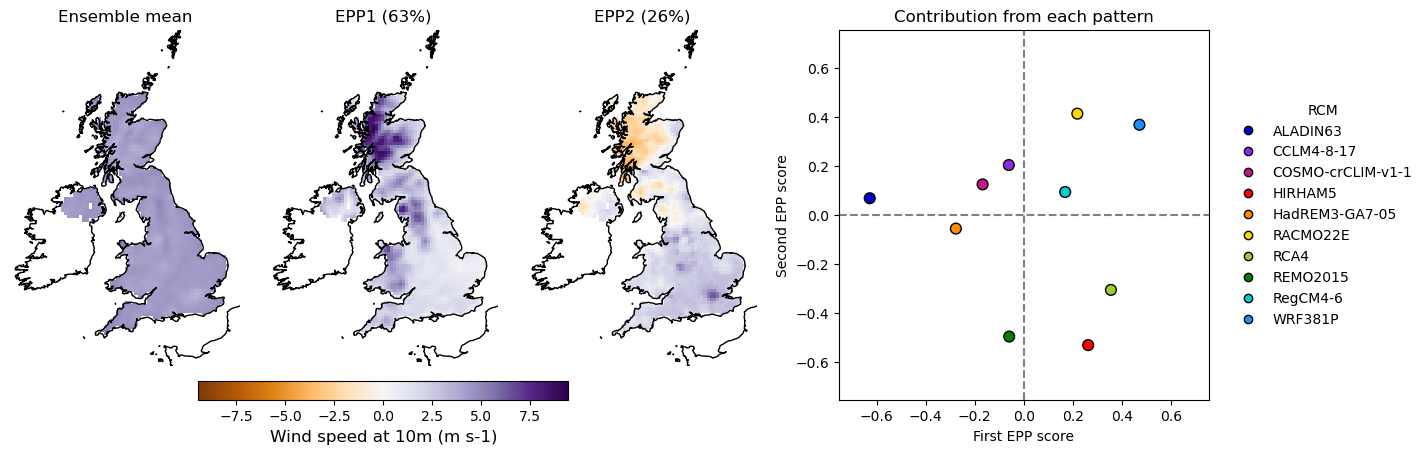 Ensemble mean
EPP1 (63%)
EPP2 (26%)
−7.5 −5.0 −2.5 0.0 2.5 5.0 7.5
Wind speed at 10m (m s-1)
Contribution from each pattern
Second EPP score
0.6
0.4
0.2
0.0
−0.2
−0.4
−0.6
−0.6 −0.4 −0.2 0.0 0.2 0.4 0.6
First EPP score
RCM
ALADIN63
CCLM4-8-17
COSMO-crCLIM-v1-1
HIRHAM5
HadREM3-GA7-05
RACMO22E
RCA4
REMO2015
RegCM4-6
WRF381P